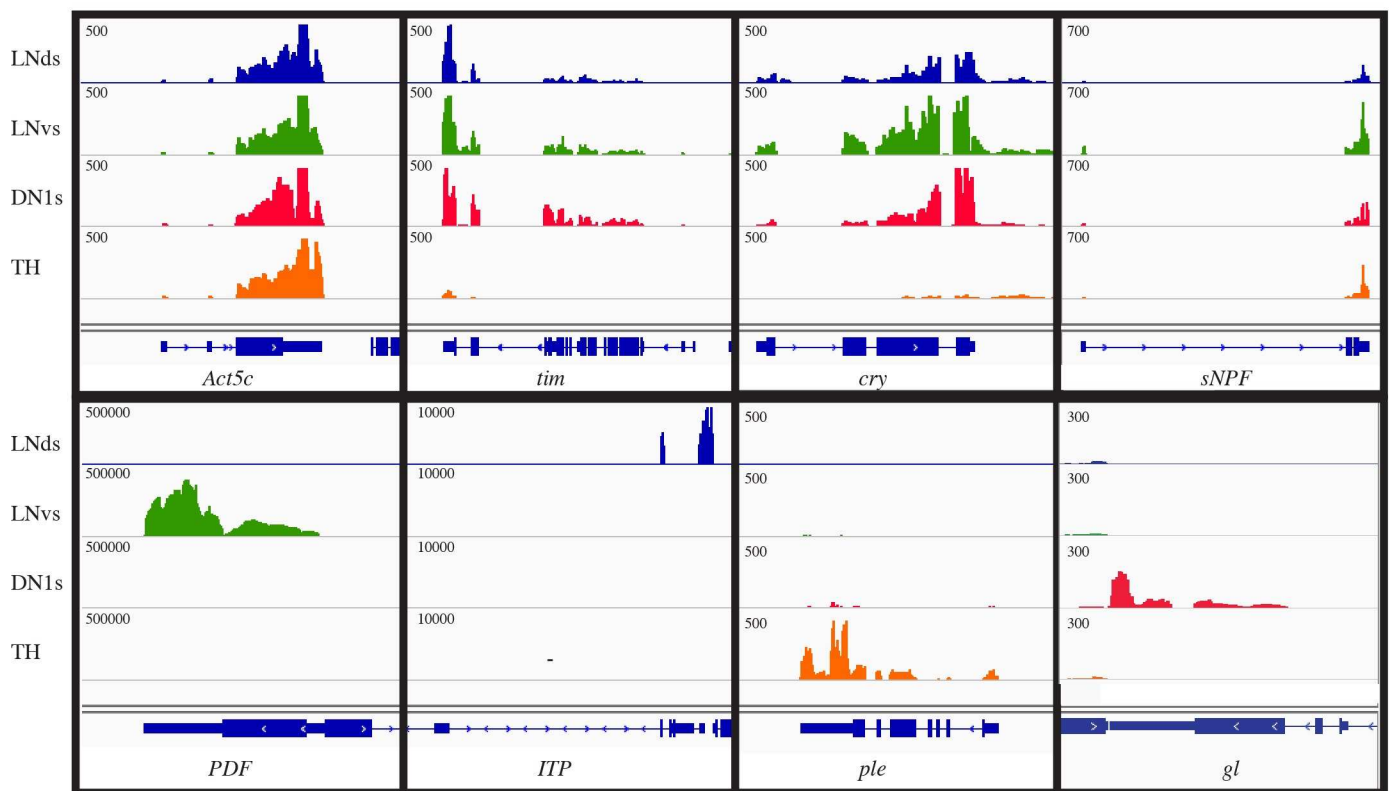 LNds 500 500 500 700
LNvs 500 500 500 700
DN1s 500 500 500 700
TH 500 500 500 700
Act5c tim cry sNPF
LNds 500000 10000 500 300
LNvs 500000 10000 500 300
DN1s 500000 10000 500 300
TH 500000 10000 500 300
PDF ITP ple gl